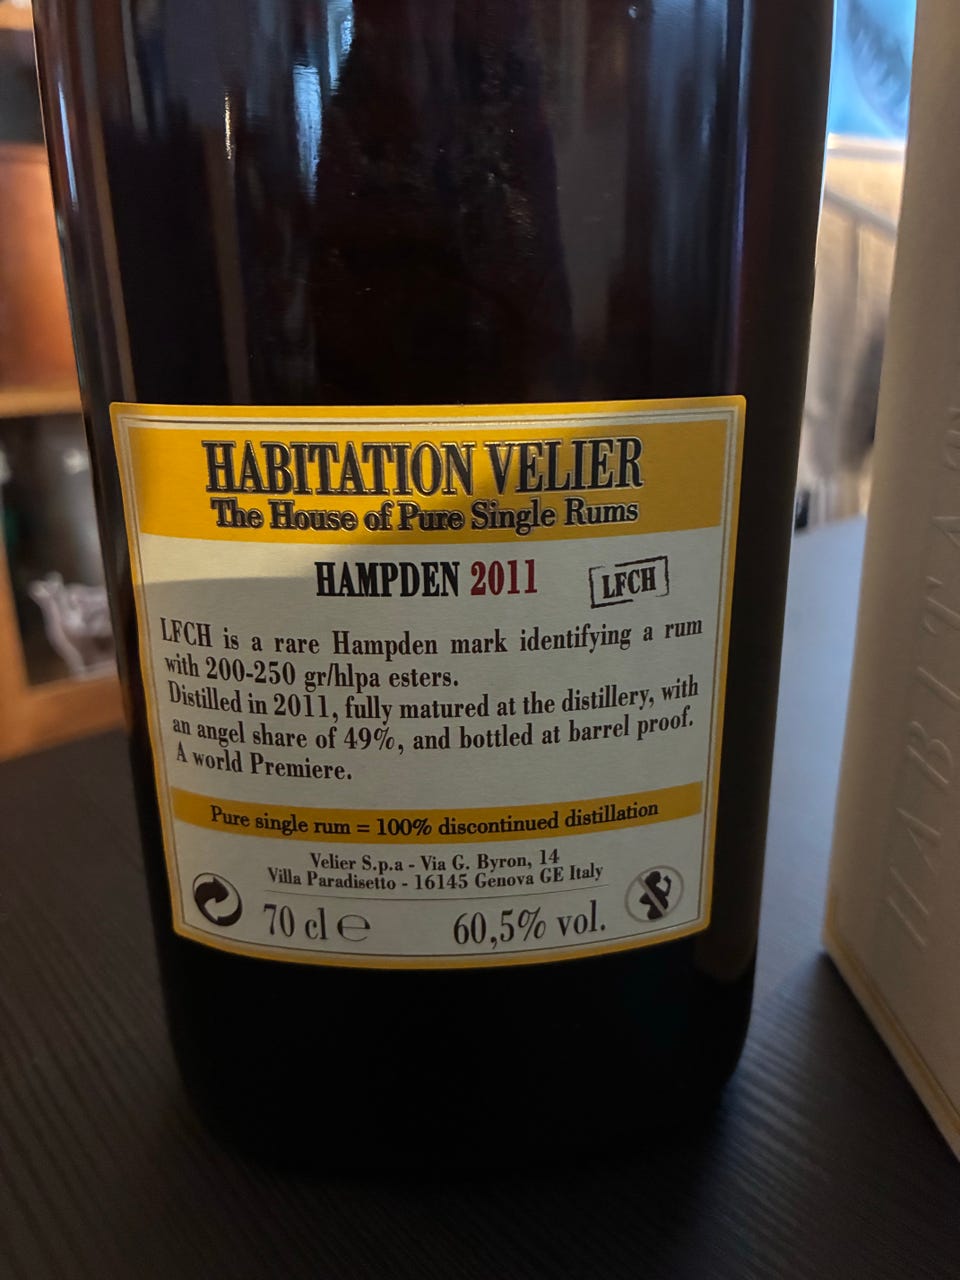 HABITATION VELIER
The House of Pure Single Rums
HAMPDEN 2011 LFCH
LFCH is a rare Hampden mark identifying a rum
with 200-250 gr/hlpa esters.
Distilled in 2011, fully matured at the distillery, with
an angel share of 49%, and bottled at barrel proof.
A world Premiere.
Pure single rum = 100% discontinued distillation
Velier S.p.a - Via G. Byron, 14
Villa Paradisetto - 16145 Genova GE Italy
70 cl ℮ 60,5% vol.